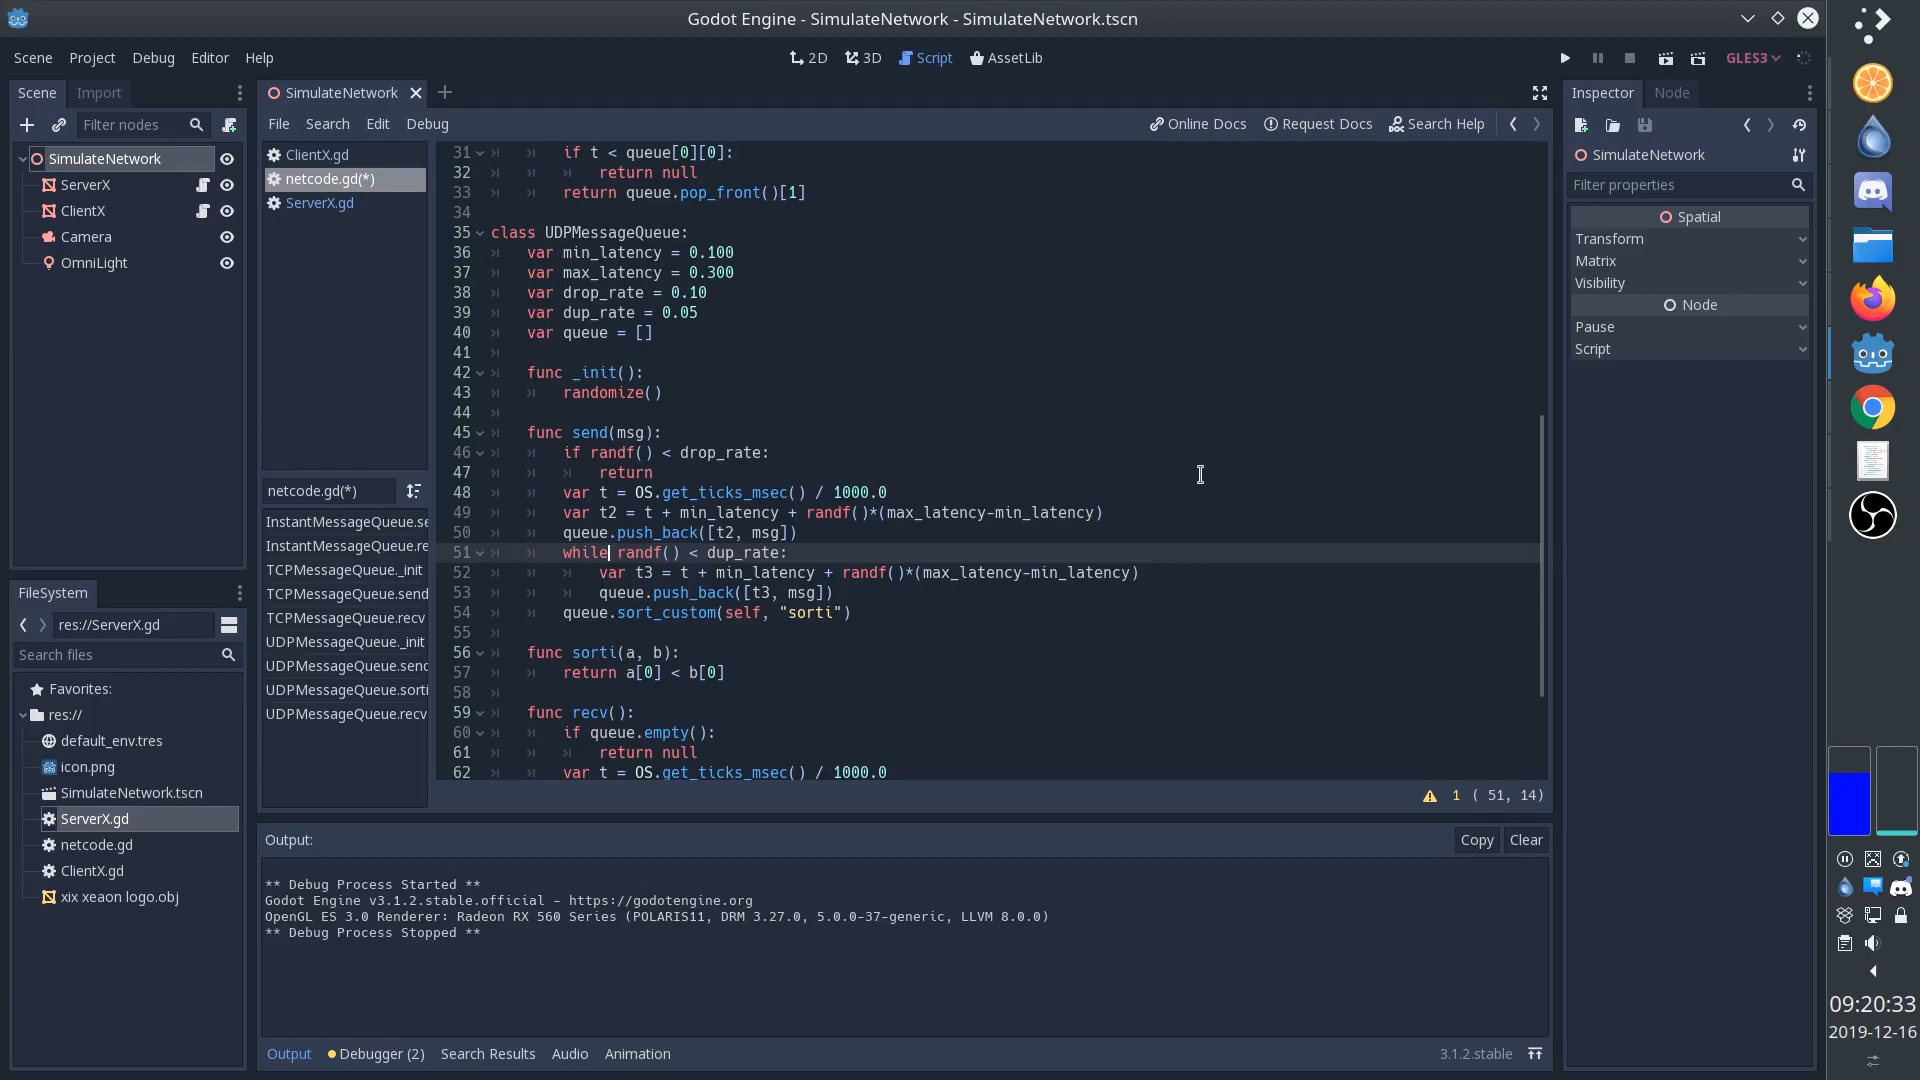 Godot Engine - SimulateNetwork - SimulateNetwork.tscn
Scene Project Debug Editor Help
2D 3D Script AssetLib
GLES3
Scene Import
Filter nodes
SimulateNetwork
ServerX
ClientX
Camera
OmniLight
FileSystem
res://ServerX.gd
Search files
Favorites:
res://
default_env.tres
icon.png
SimulateNetwork.tscn
ServerX.gd
netcode.gd
ClientX.gd
xix xeaon logo.obj
SimulateNetwork
File Search Edit Debug
Online Docs Request Docs Search Help
ClientX.gd
netcode.gd(*)
ServerX.gd
netcode.gd(*)
InstantMessageQueue.se
InstantMessageQueue.re
TCPMessageQueue._init
TCPMessageQueue.send
TCPMessageQueue.recv
UDPMessageQueue._init
UDPMessageQueue.send
UDPMessageQueue.sorti
UDPMessageQueue.recv
31 if t < queue[0][0]:
32 return null
33 return queue.pop_front()[1]
34
35 class UDPMessageQueue:
36 var min_latency = 0.100
37 var max_latency = 0.300
38 var drop_rate = 0.10
39 var dup_rate = 0.05
40 var queue = []
41
42 func _init():
43 randomize()
44
45 func send(msg):
46 if randf() < drop_rate:
47 return
48 var t = OS.get_ticks_msec() / 1000.0
49 var t2 = t + min_latency + randf()*(max_latency-min_latency)
50 queue.push_back([t2, msg])
51 while randf() < dup_rate:
52 var t3 = t + min_latency + randf()*(max_latency-min_latency)
53 queue.push_back([t3, msg])
54 queue.sort_custom(self, "sorti")
55
56 func sorti(a, b):
57 return a[0] < b[0]
58
59 func recv():
60 if queue.empty():
61 return null
62 var t = OS.get_ticks_msec() / 1000.0
1 ( 51, 14)
Output:
Copy Clear
** Debug Process Started **
Godot Engine v3.1.2.stable.official - https://godotengine.org
OpenGL ES 3.0 Renderer: Radeon RX 560 Series (POLARIS11, DRM 3.27.0, 5.0.0-37-generic, LLVM 8.0.0)
** Debug Process Stopped **
Output Debugger (2) Search Results Audio Animation
3.1.2.stable
Inspector Node
SimulateNetwork
Filter properties
Spatial
Transform
Matrix
Visibility
Node
Pause
Script
09:20:33
2019-12-16